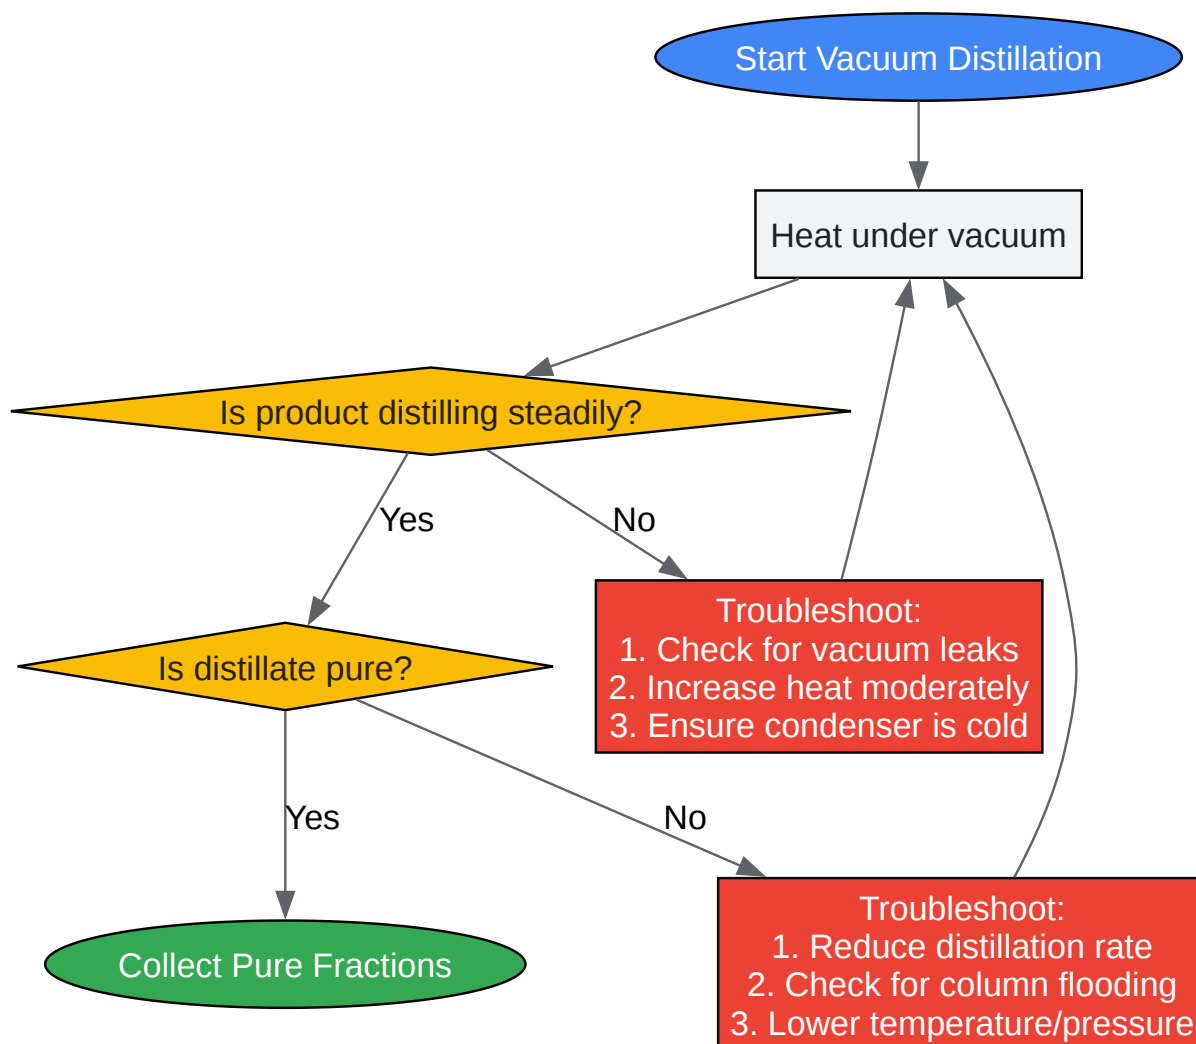 Start Vacuum Distillation
Heat under vacuum
Is product distilling steadily?
Yes
No
Troubleshoot:
1. Check for vacuum leaks
2. Increase heat moderately
3. Ensure condenser is cold
Is distillate pure?
Yes
No
Collect Pure Fractions
Troubleshoot:
1. Reduce distillation rate
2. Check for column flooding
3. Lower temperature/pressure